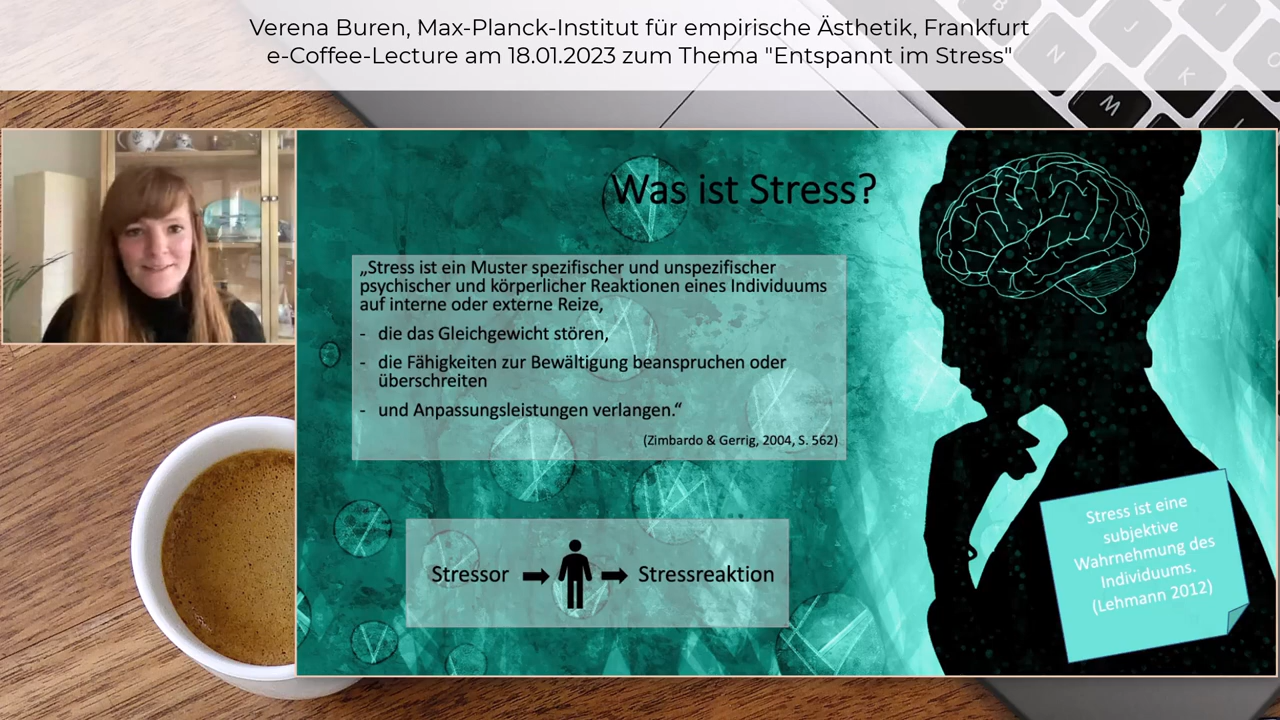 Verena Buren, Max-Planck-Institut für empirische Ästhetik, Frankfurt
e-Coffee-Lecture am 18.01.2023 zum Thema "Entspannt im Stress"
Was ist Stress?
„Stress ist ein Muster spezifischer und unspezifischer
psychischer und körperlicher Reaktionen eines Individuums
auf interne oder externe Reize,
- die das Gleichgewicht stören,
- die Fähigkeiten zur Bewältigung beanspruchen oder
überschreiten
- und Anpassungsleistungen verlangen.“
(Zimbardo & Gerrig, 2004, S. 562)
Stressor
Stressreaktion
Stress ist eine
subjektive
Wahrnehmung des
Individuums.
(Lehmann 2012)
B
J
I
N
K
O
M